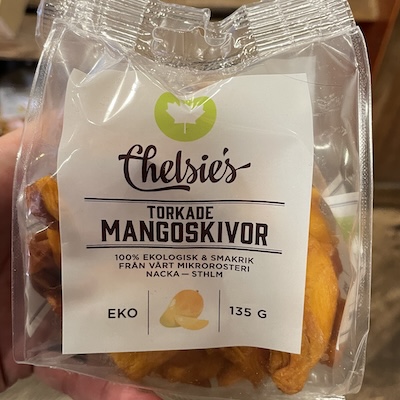 Chelsie's
TORKADE
MANGOSKIVOR
100% EKOLOGISK & SMAKRIK
FRÅN VÅRT MIKROROSTERI
NACKA — STHLM
EKO
135 G